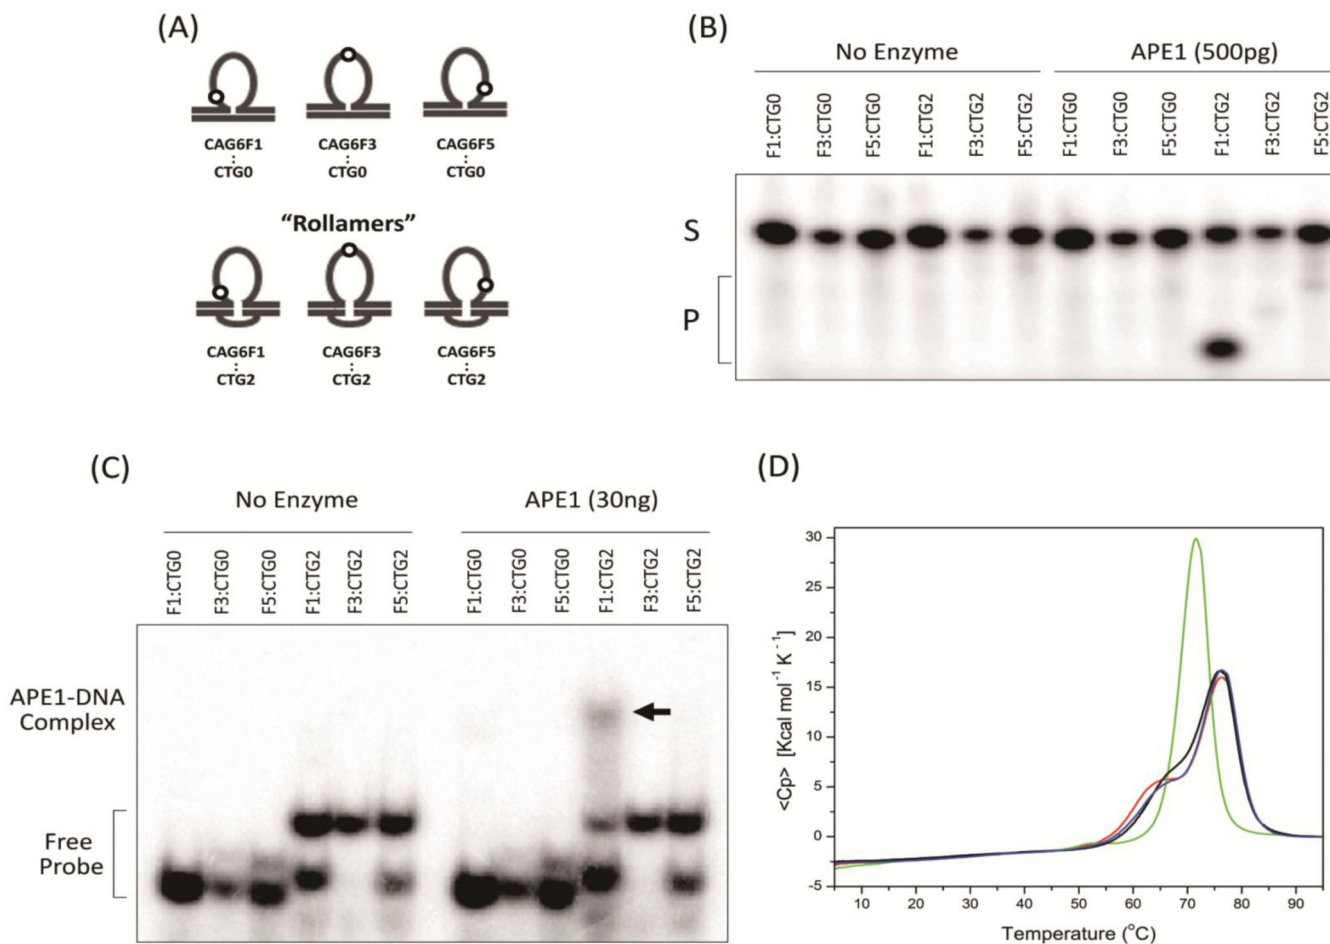 (A)
CAG6F1
CTG0
CAG6F3
CTG0
CAG6F5
CTG0
"Rollamers"
CAG6F1
CTG2
CAG6F3
CTG2
CAG6F5
CTG2
(B)
No Enzyme
APE1 (500pg)
F1:CTG0
F3:CTG0
F5:CTG0
F1:CTG2
F3:CTG2
F5:CTG2
F1:CTG0
F3:CTG0
F5:CTG0
F1:CTG2
F3:CTG2
F5:CTG2
S
P
(C)
No Enzyme
APE1 (30ng)
F1:CTG0
F3:CTG0
F5:CTG0
F1:CTG2
F3:CTG2
F5:CTG2
F1:CTG0
F3:CTG0
F5:CTG0
F1:CTG2
F3:CTG2
F5:CTG2
APE1-DNA
Complex
Free
Probe
(D)
<Cp> [Kcal mol⁻¹ K⁻¹]
30
25
20
15
10
5
0
-5
10 20 30 40 50 60 70 80 90
Temperature (°C)